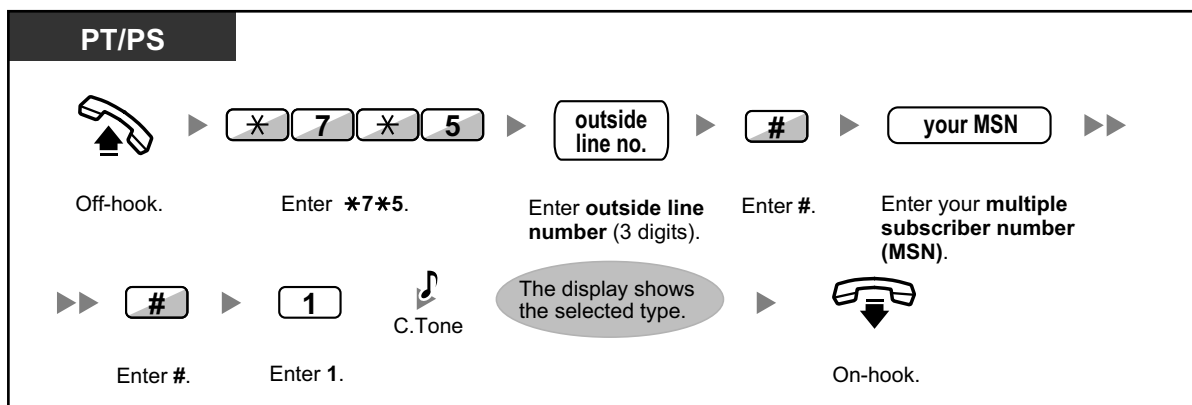 PT/PS
✳ 7 ✳ 5 outside line no. # your MSN
Off-hook.
Enter ✳7✳5.
Enter outside line
number (3 digits).
Enter #.
Enter your multiple
subscriber number
(MSN).
# 1
C.Tone
The display shows
the selected type.
Enter #.
Enter 1.
On-hook.